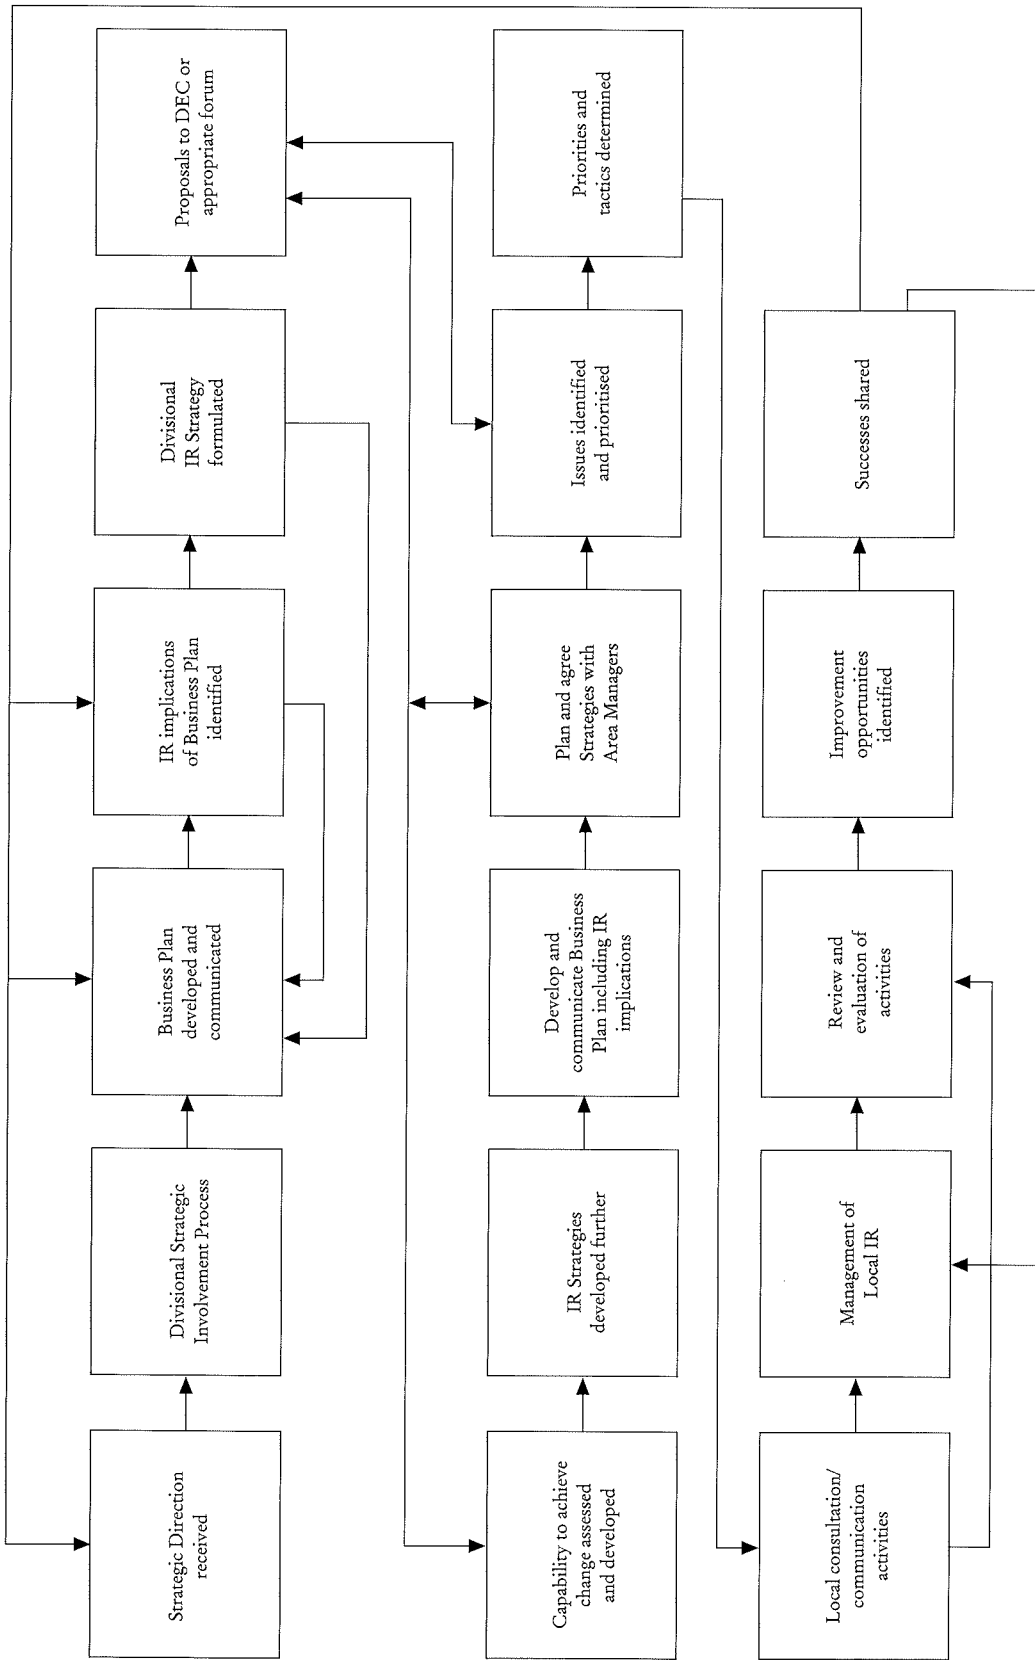 Strategic Direction
received
Divisional Strategic
Involvement Process
Business Plan
developed and
communicated
IR implications
of Business Plan
identified
Divisional
IR Strategy
formulated
Proposals to DEC or
appropriate forum
Capability to achieve
change assessed
and developed
IR Strategies
developed further
Develop and
communicate Business
Plan including IR
implications
Plan and agree
Strategies with
Area Managers
Issues identified
and prioritised
Priorities and
tactics determined
Local consultation/
communication
activities
Management of
Local IR
Review and
evaluation of
activities
Improvement
opportunities
identified
Successes shared